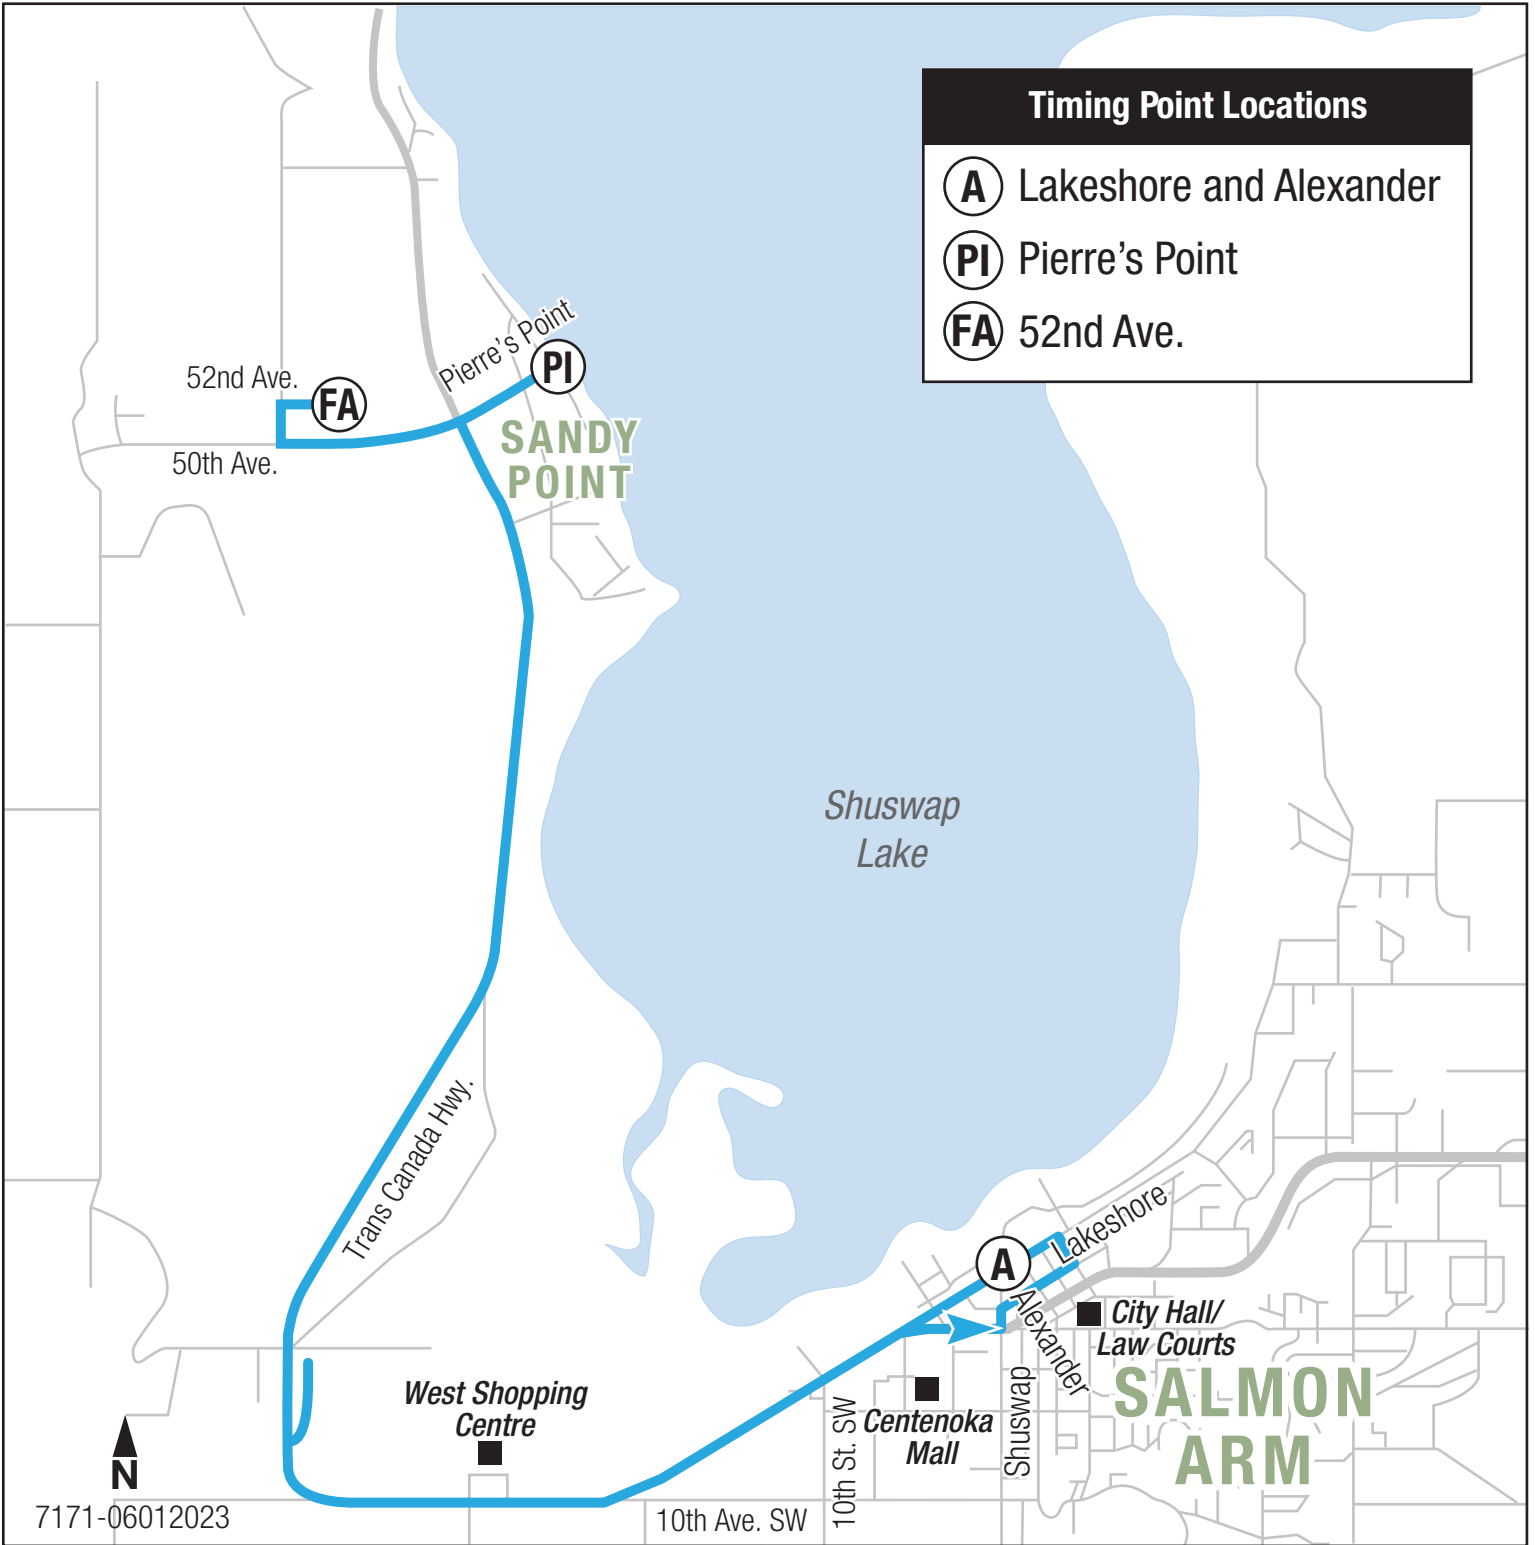 Timing Point Locations
A Lakeshore and Alexander
PI Pierre's Point
FA 52nd Ave.
Pierre's Point
PI
52nd Ave.
FA
SANDY
POINT
50th Ave.
Shuswap
Lake
Trans Canada Hwy.
Lakeshore
A
Alexander
City Hall/
Law Courts
SALMON
ARM
West Shopping
Centre
Centenoka
Mall
Shuswap
10th St. SW
10th Ave. SW
N
7171-06012023